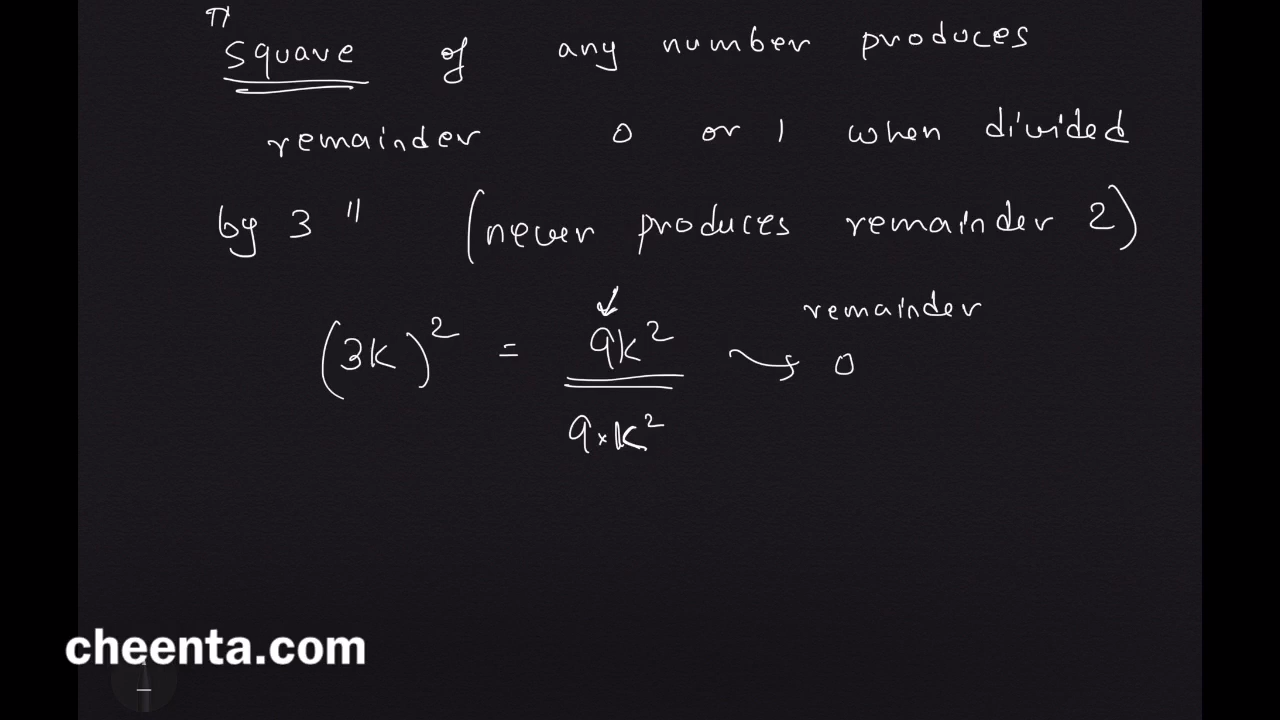 "square of any number produces
remainder 0 or 1 when divided
by 3" (never produces remainder 2)
remainder
(3k)² = 9k² 0
9×k²
cheenta.com